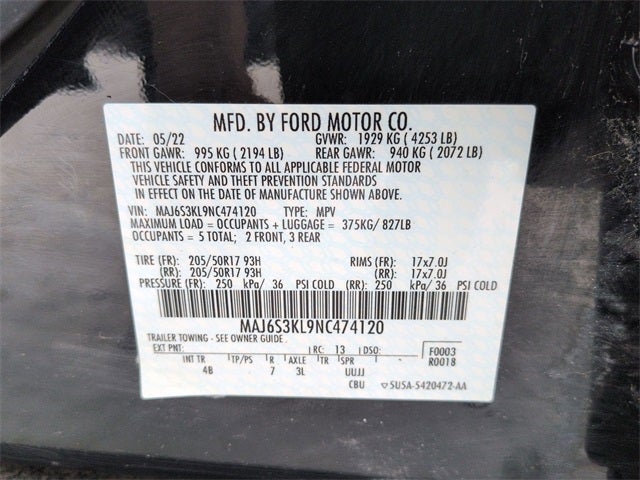 MFD. BY FORD MOTOR CO.
DATE: 05/22 GVWR: 1929 KG ( 4253 LB)
FRONT GAWR: 995 KG ( 2194 LB) REAR GAWR: 940 KG ( 2072 LB)
THIS VEHICLE CONFORMS TO ALL APPLICABLE FEDERAL MOTOR
VEHICLE SAFETY AND THEFT PREVENTION STANDARDS
IN EFFECT ON THE DATE OF MANUFACTURE SHOWN ABOVE.
VIN: MAJ6S3KL9NC474120 TYPE: MPV
MAXIMUM LOAD = OCCUPANTS + LUGGAGE = 375KG/ 827LB
OCCUPANTS = 5 TOTAL; 2 FRONT, 3 REAR
TIRE (FR): 205/50R17 93H RIMS (FR): 17x7.0J
(RR): 205/50R17 93H (RR): 17x7.0J
PRESSURE (FR): 250 kPa/ 36 PSI COLD (RR): 250 kPa/ 36 PSI COLD
MAJ6S3KL9NC474120
TRAILER TOWING - SEE OWNER GUIDE
EXT PNT: RC: 13 DSO: F0003
INT TR TP/PS R AXLE TR SPR R0018
4B 7 3L UUJJ
CBU ▽SU5A-5420472-AA